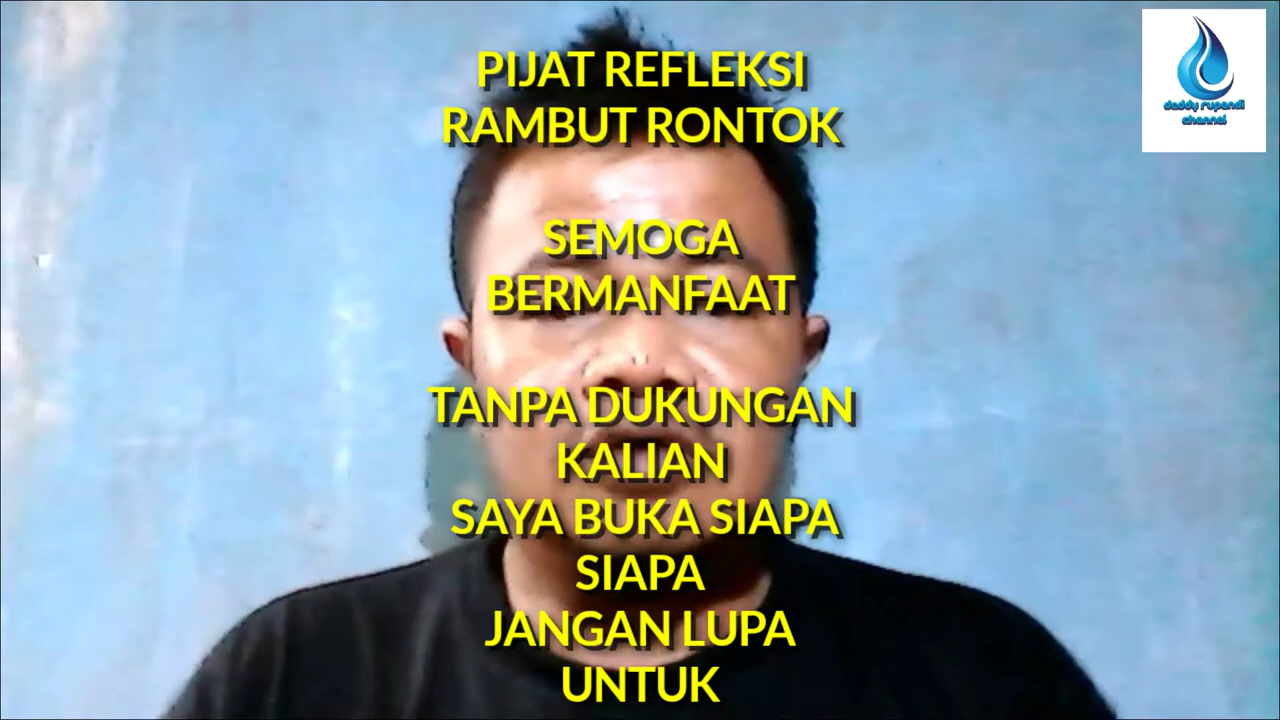 PIJAT REFLEKSI
RAMBUT RONTOK
SEMOGA
BERMANFAAT
TANPA DUKUNGAN
KALIAN
SAYA BUKA SIAPA
SIAPA
JANGAN LUPA
UNTUK
daddy rupandi
channel